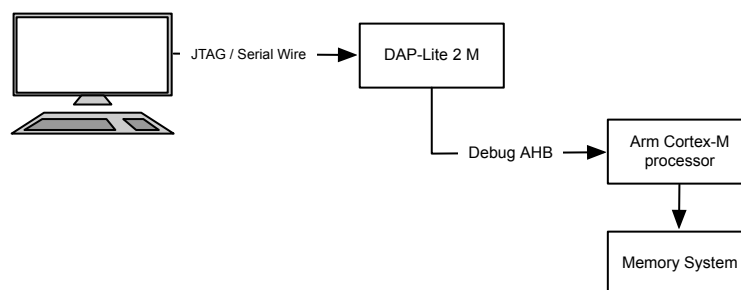 JTAG / Serial Wire
DAP-Lite 2 M
Debug AHB
Arm Cortex-M
processor
Memory System